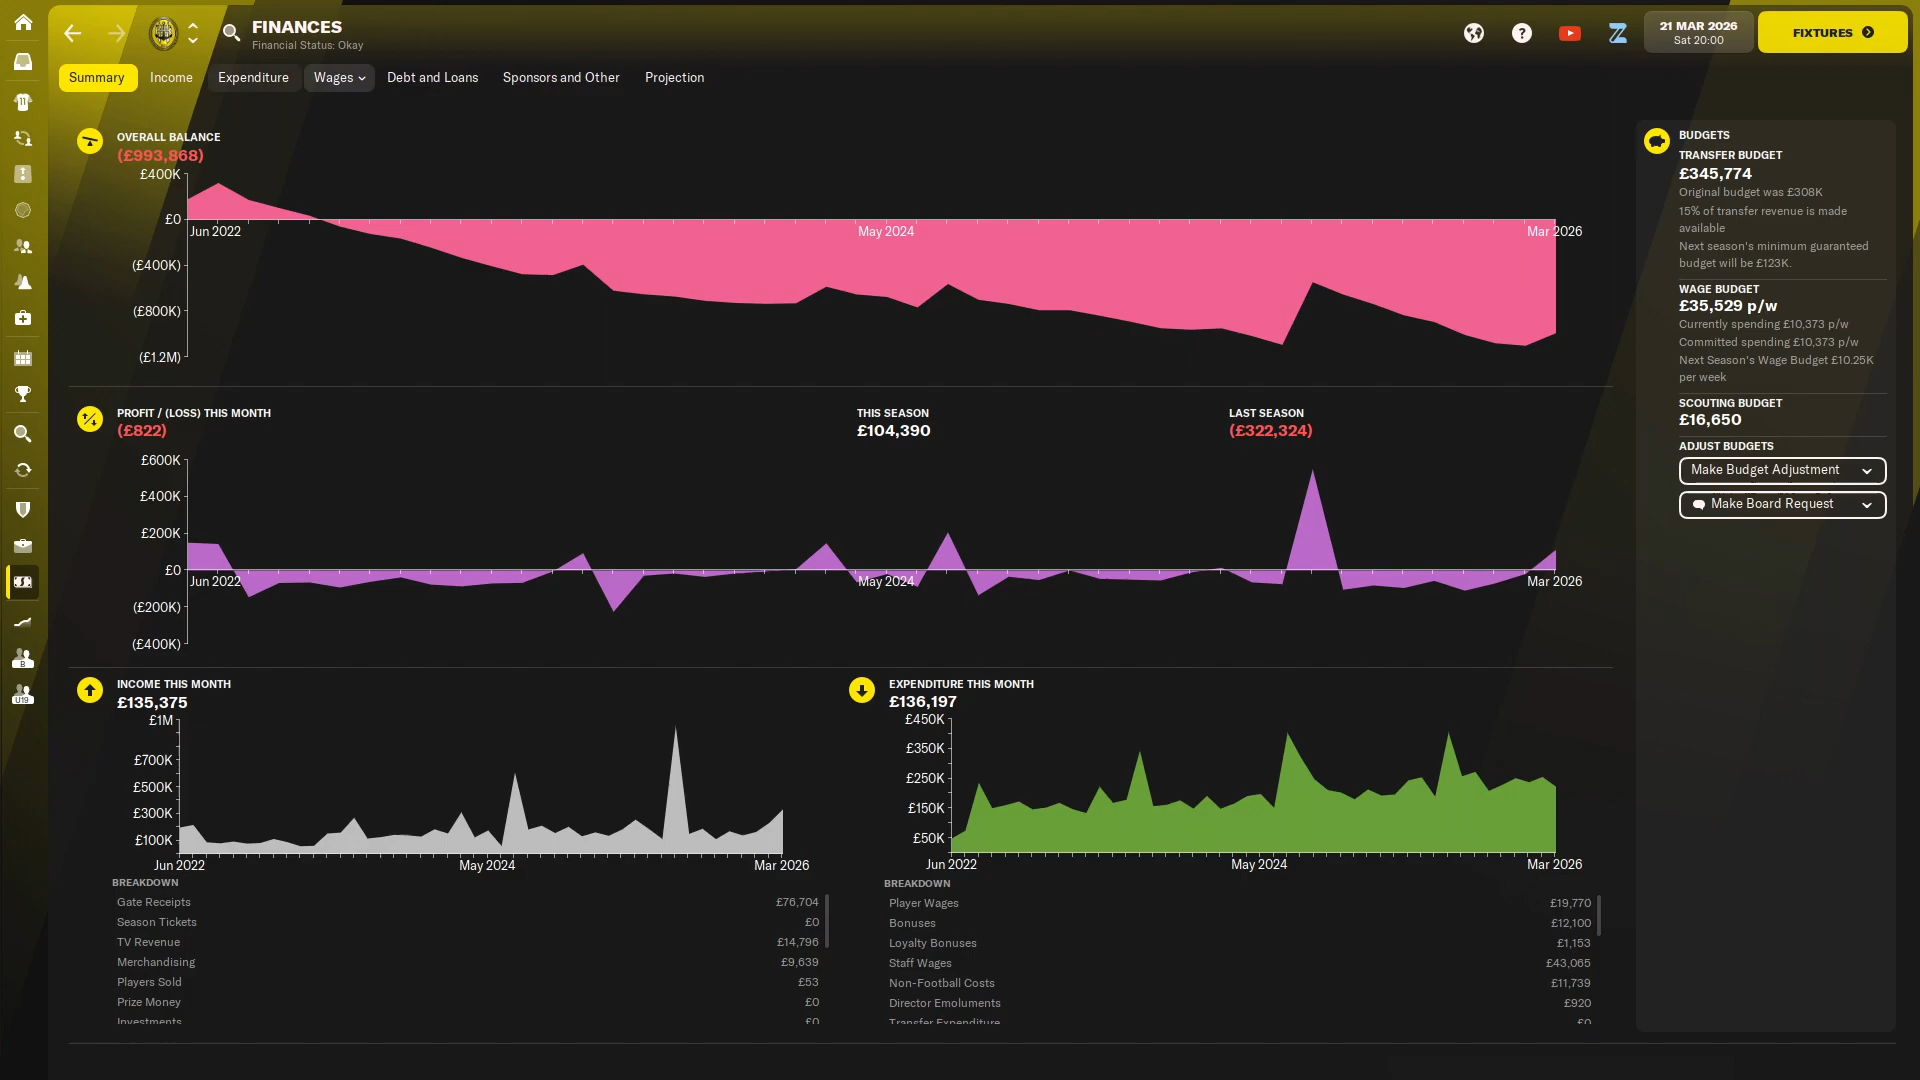 FINANCES
Financial Status: Okay
21 MAR 2026
Sat 20:00
FIXTURES
Summary
Income
Expenditure
Wages
Debt and Loans
Sponsors and Other
Projection
OVERALL BALANCE
(£993,868)
£400K
£0
(£400K)
(£800K)
(£1.2M)
Jun 2022
May 2024
Mar 2026
PROFIT / (LOSS) THIS MONTH
(£822)
THIS SEASON
£104,390
LAST SEASON
(£322,324)
£600K
£400K
£200K
£0
(£200K)
(£400K)
Jun 2022
May 2024
Mar 2026
INCOME THIS MONTH
£135,375
£1M
£700K
£500K
£300K
£100K
Jun 2022
May 2024
Mar 2026
BREAKDOWN
Gate Receipts £76,704
Season Tickets £0
TV Revenue £14,796
Merchandising £9,639
Players Sold £53
Prize Money £0
Investments £0
EXPENDITURE THIS MONTH
£136,197
£450K
£350K
£250K
£150K
£50K
Jun 2022
May 2024
Mar 2026
BREAKDOWN
Player Wages £19,770
Bonuses £12,100
Loyalty Bonuses £1,153
Staff Wages £43,065
Non-Football Costs £11,739
Director Emoluments £920
Transfer Expenditure £0
BUDGETS
TRANSFER BUDGET
£345,774
Original budget was £308K
15% of transfer revenue is made
available
Next season's minimum guaranteed
budget will be £123K.
WAGE BUDGET
£35,529 p/w
Currently spending £10,373 p/w
Committed spending £10,373 p/w
Next Season's Wage Budget £10.25K
per week
SCOUTING BUDGET
£16,650
ADJUST BUDGETS
Make Budget Adjustment
Make Board Request
11
B
U19